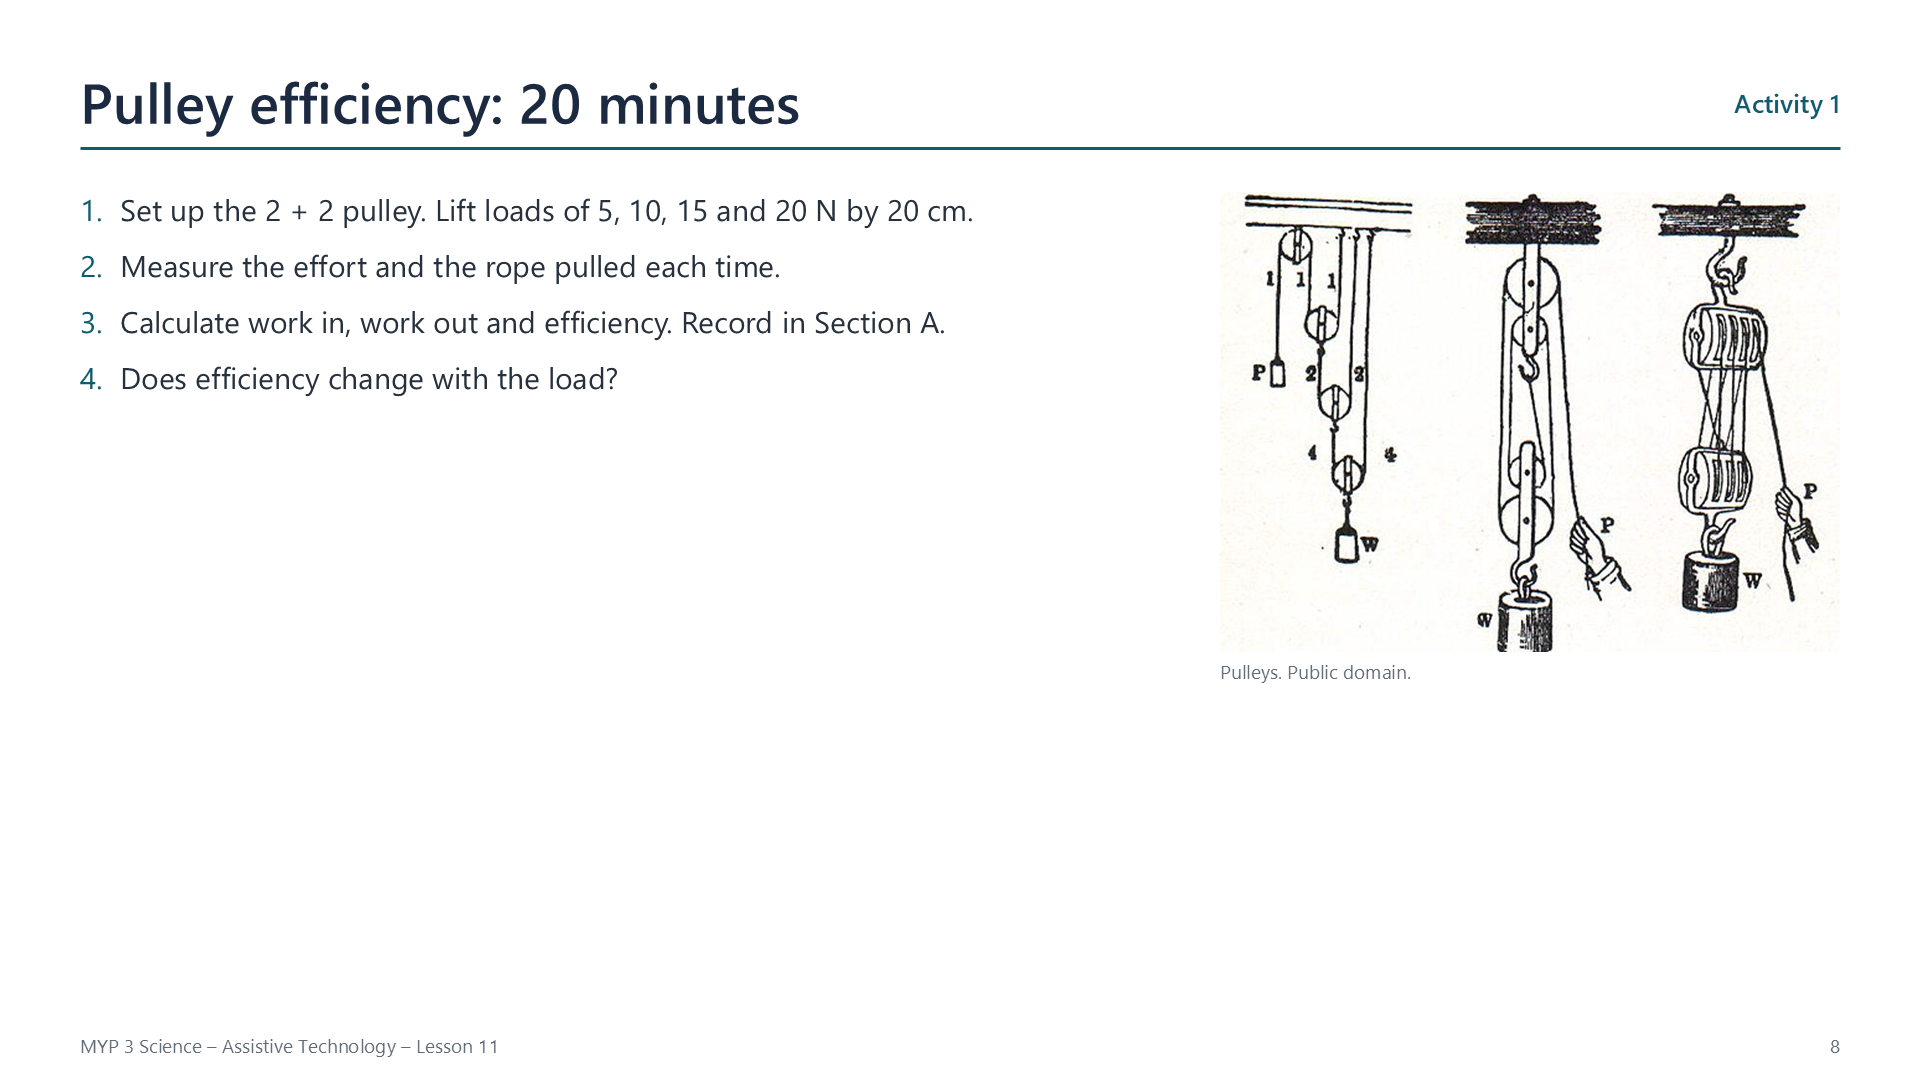 Pulley efficiency: 20 minutes
Activity 1
1. Set up the 2 + 2 pulley. Lift loads of 5, 10, 15 and 20 N by 20 cm.
2. Measure the effort and the rope pulled each time.
3. Calculate work in, work out and efficiency. Record in Section A.
4. Does efficiency change with the load?
1 1 1
P 2 2
4 4
W
P
W
P
W
Pulleys. Public domain.
MYP 3 Science – Assistive Technology – Lesson 11
8